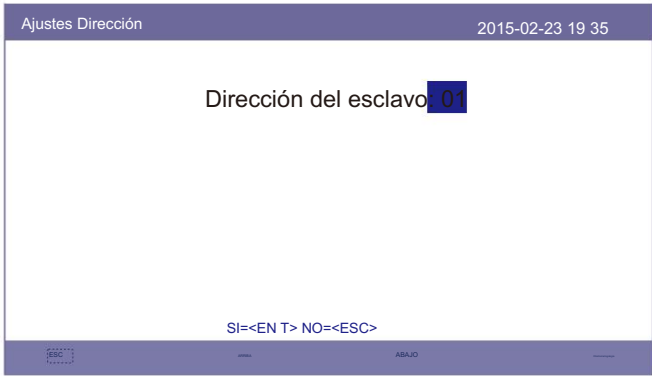 Ajustes Dirección
2015-02-23 19 35
Dirección del esclavo: 01
SI=<EN T> NO=<ESC>
ESC
ABAJO